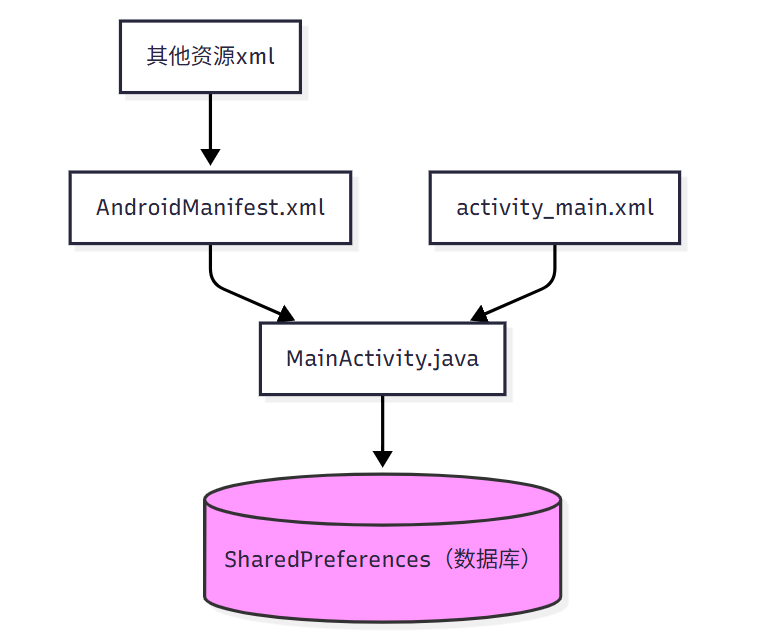 其他资源xml
AndroidManifest.xml
activity_main.xml
MainActivity.java
SharedPreferences（数据库）